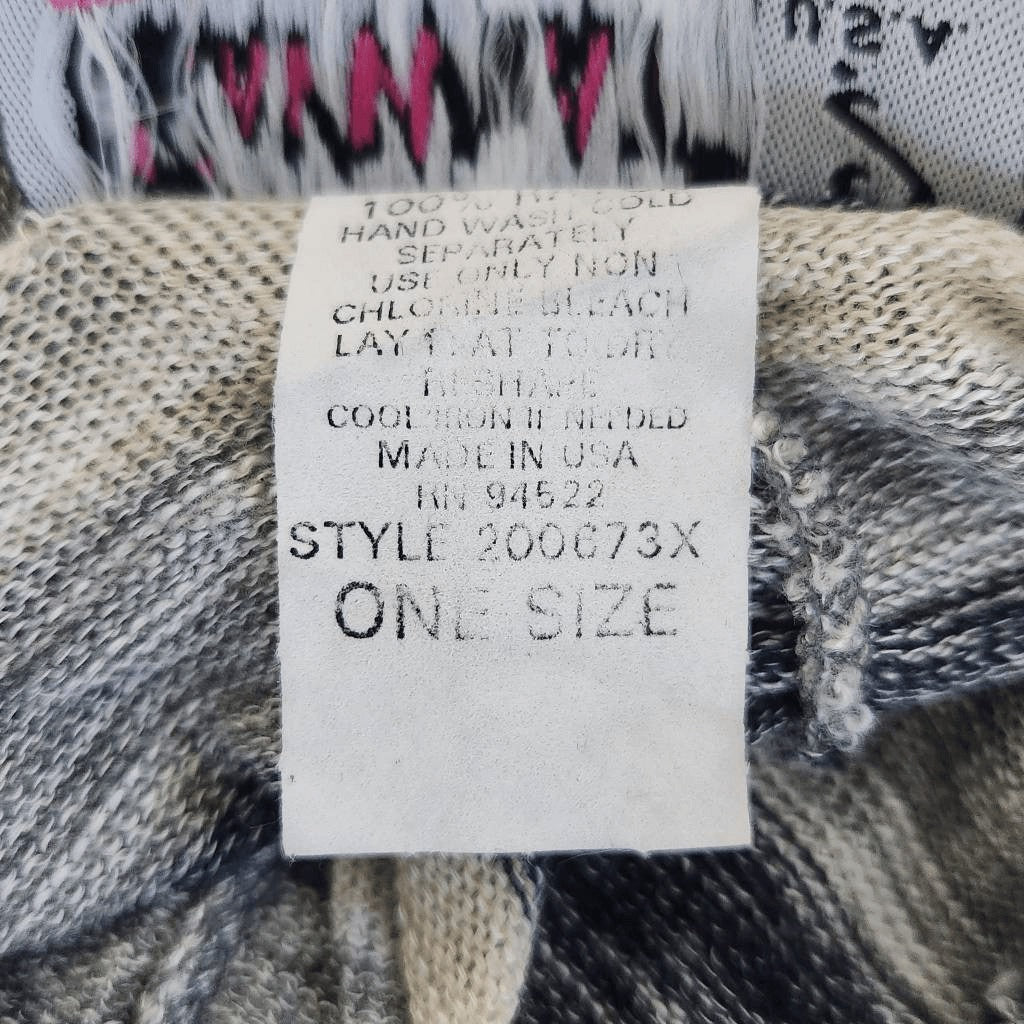 100%
HAND WASH COLD
SEPARATELY
USE ONLY NON
CHLORINE BLEACH
LAY FLAT TO DRY
RESHAPE
COOL IRON IF NEEDED
MADE IN USA
RN 94522
STYLE 200673X
ONE SIZE